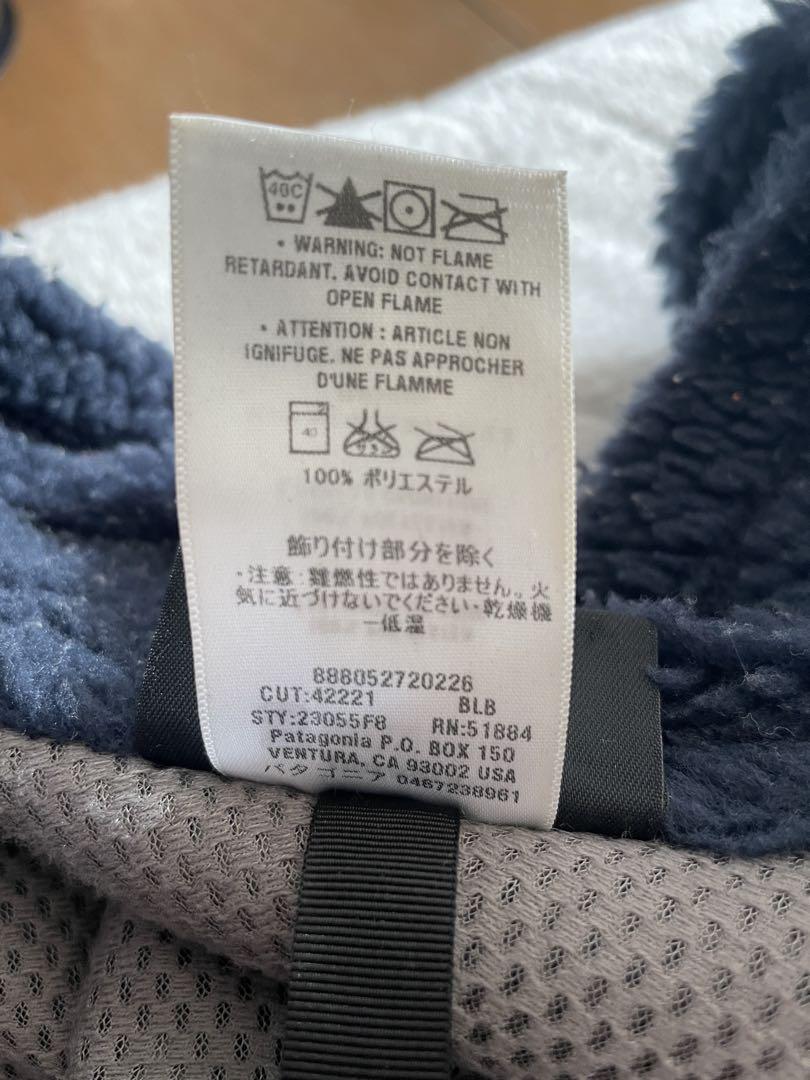 40C
• WARNING: NOT FLAME
RETARDANT. AVOID CONTACT WITH
OPEN FLAME
• ATTENTION : ARTICLE NON
IGNIFUGE. NE PAS APPROCHER
D'UNE FLAMME
40 サラシ
100% ポリエステル
飾り付け部分を除く
・注意：難燃性ではありません。火
気に近づけないでください・乾燥機
ー低温
888052720226
CUT:42221 BLB
STY:23055F8 RN:51884
Patagonia P.O. BOX 150
VENTURA, CA 93002 USA
パタゴニア 0467238961